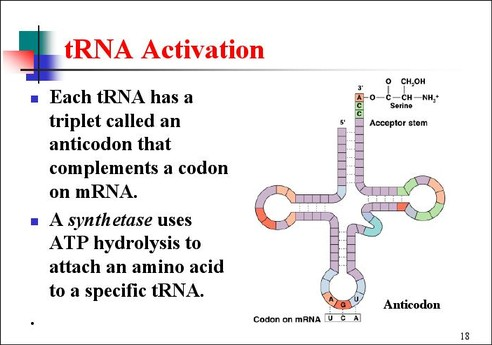 tRNA Activation
Each tRNA has a
triplet called an
anticodon that
complements a codon
on mRNA.
A synthetase uses
ATP hydrolysis to
attach an amino acid
to a specific tRNA.
O CH₂OH
3'
A O C CH NH₃⁺
Serine
C
C
Acceptor stem
5'
A G U
Anticodon
Codon on mRNA U C A
18